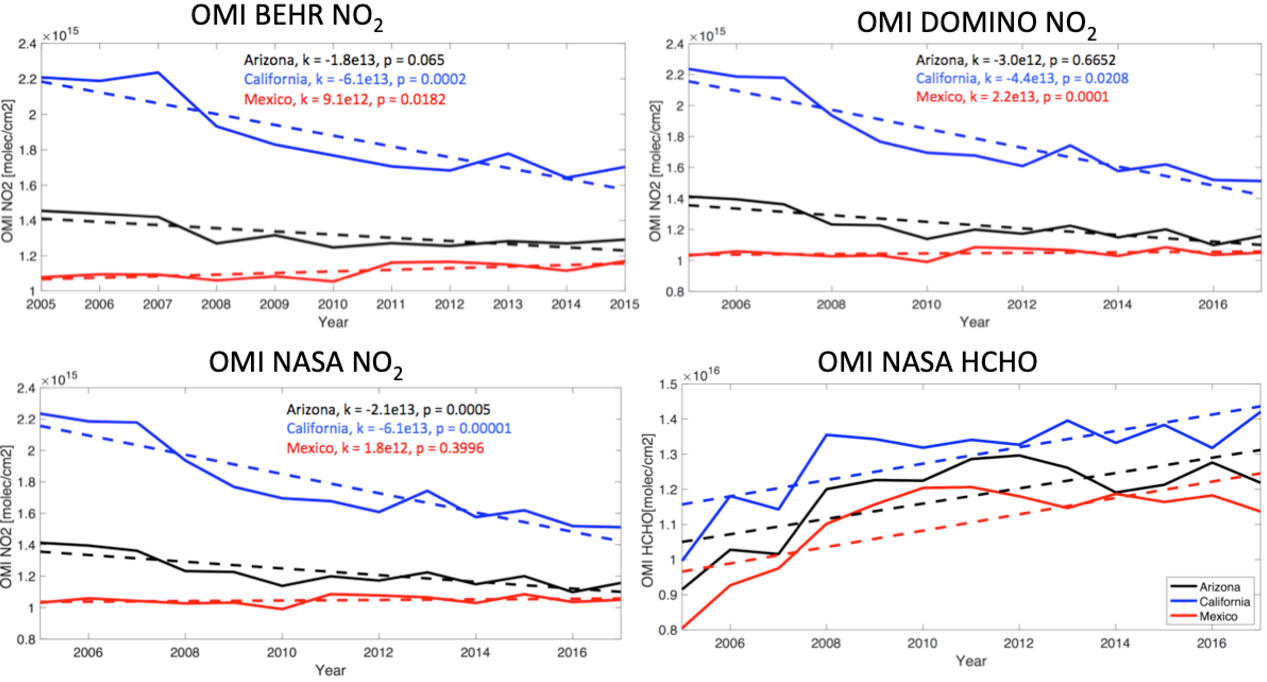 OMI BEHR NO2
×10^15
2.4
2.2
2
1.8
1.6
1.4
1.2
1
OMI NO2 [molec/cm2]
Arizona, k = -1.8e13, p = 0.065
California, k = -6.1e13, p = 0.0002
Mexico, k = 9.1e12, p = 0.0182
2005 2006 2007 2008 2009 2010 2011 2012 2013 2014 2015
Year
OMI DOMINO NO2
×10^15
2.4
2.2
2
1.8
1.6
1.4
1.2
1
0.8
OMI NO2 [molec/cm2]
Arizona, k = -3.0e12, p = 0.6652
California, k = -4.4e13, p = 0.0208
Mexico, k = 2.2e13, p = 0.0001
2006 2008 2010 2012 2014 2016
Year
OMI NASA NO2
×10^15
2.4
2.2
2
1.8
1.6
1.4
1.2
1
0.8
OMI NO2 [molec/cm2]
Arizona, k = -2.1e13, p = 0.0005
California, k = -6.1e13, p = 0.00001
Mexico, k = 1.8e12, p = 0.3996
2006 2008 2010 2012 2014 2016
Year
OMI NASA HCHO
×10^16
1.5
1.4
1.3
1.2
1.1
1
0.9
0.8
OMI HCHO[molec/cm2]
Arizona
California
Mexico
2006 2008 2010 2012 2014 2016
Year